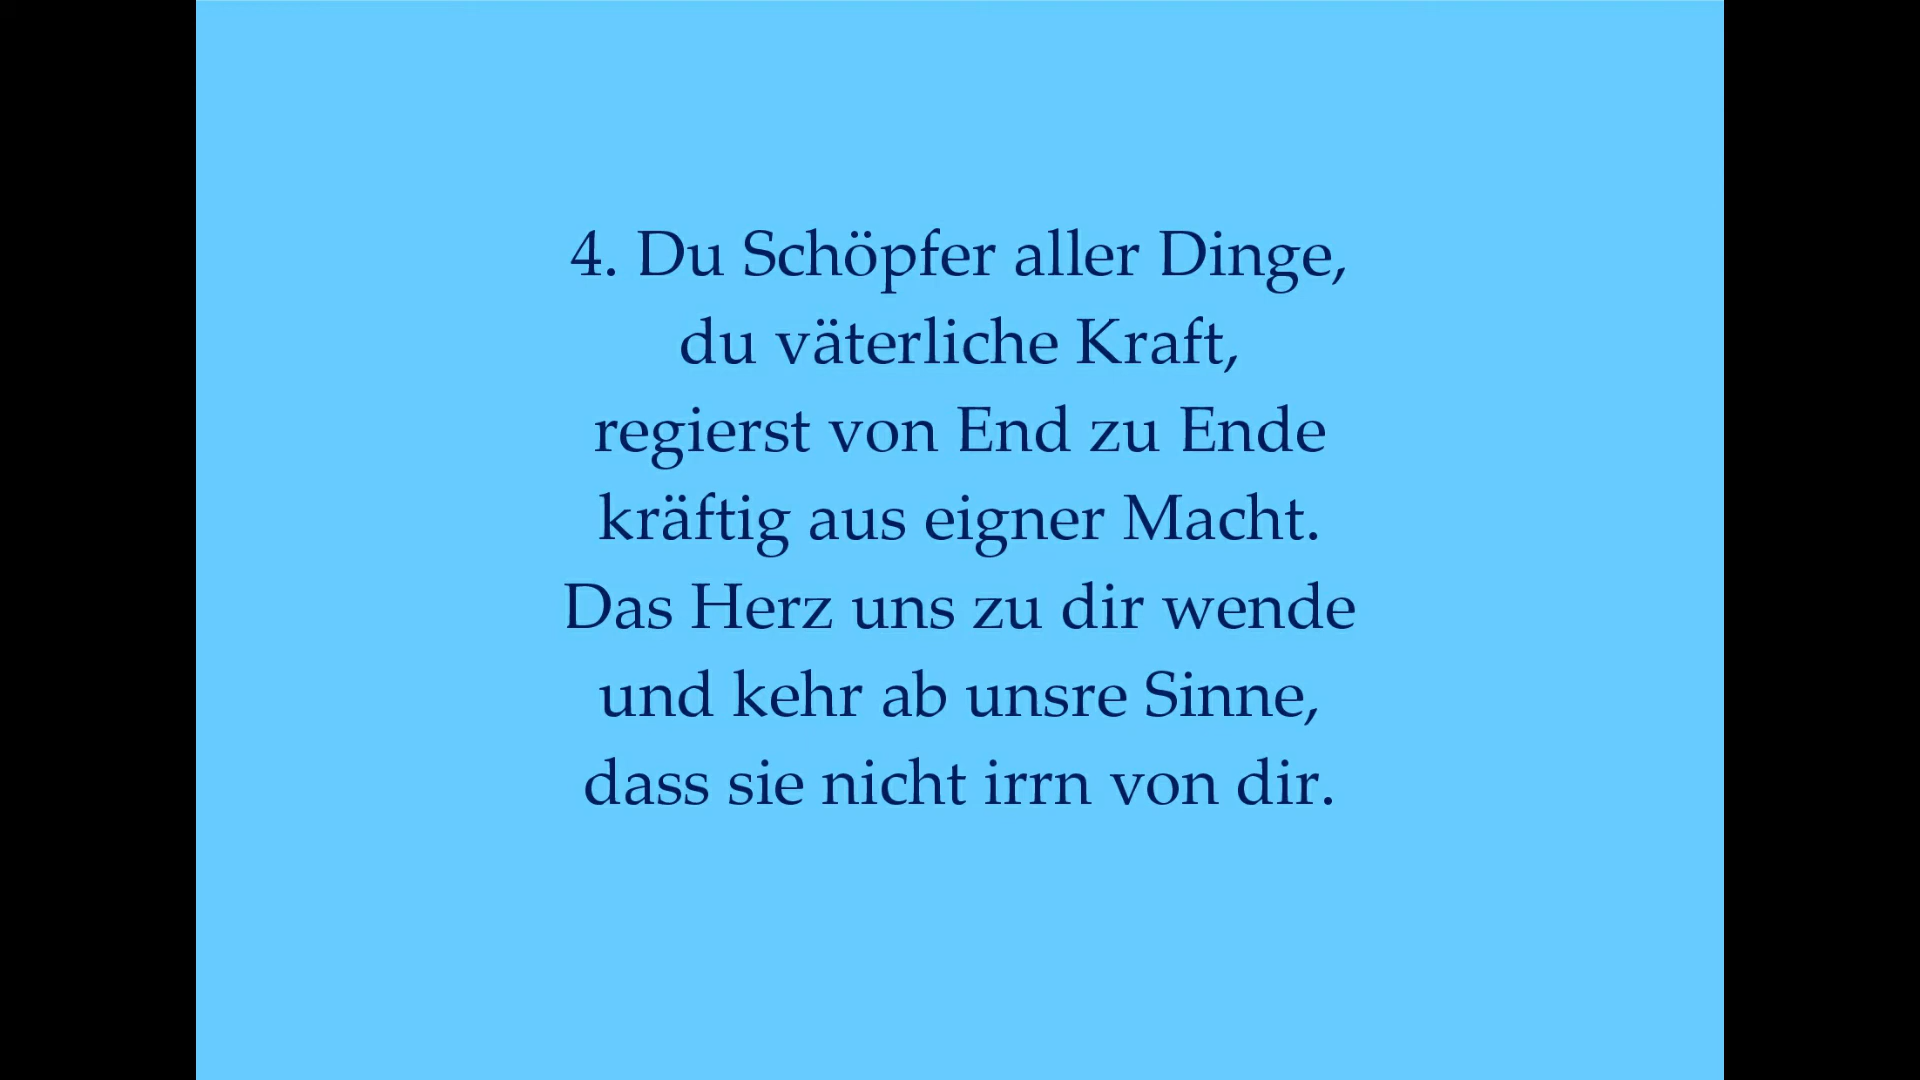 4. Du Schöpfer aller Dinge,
du väterliche Kraft,
regierst von End zu Ende
kräftig aus eigner Macht.
Das Herz uns zu dir wende
und kehr ab unsre Sinne,
dass sie nicht irrn von dir.